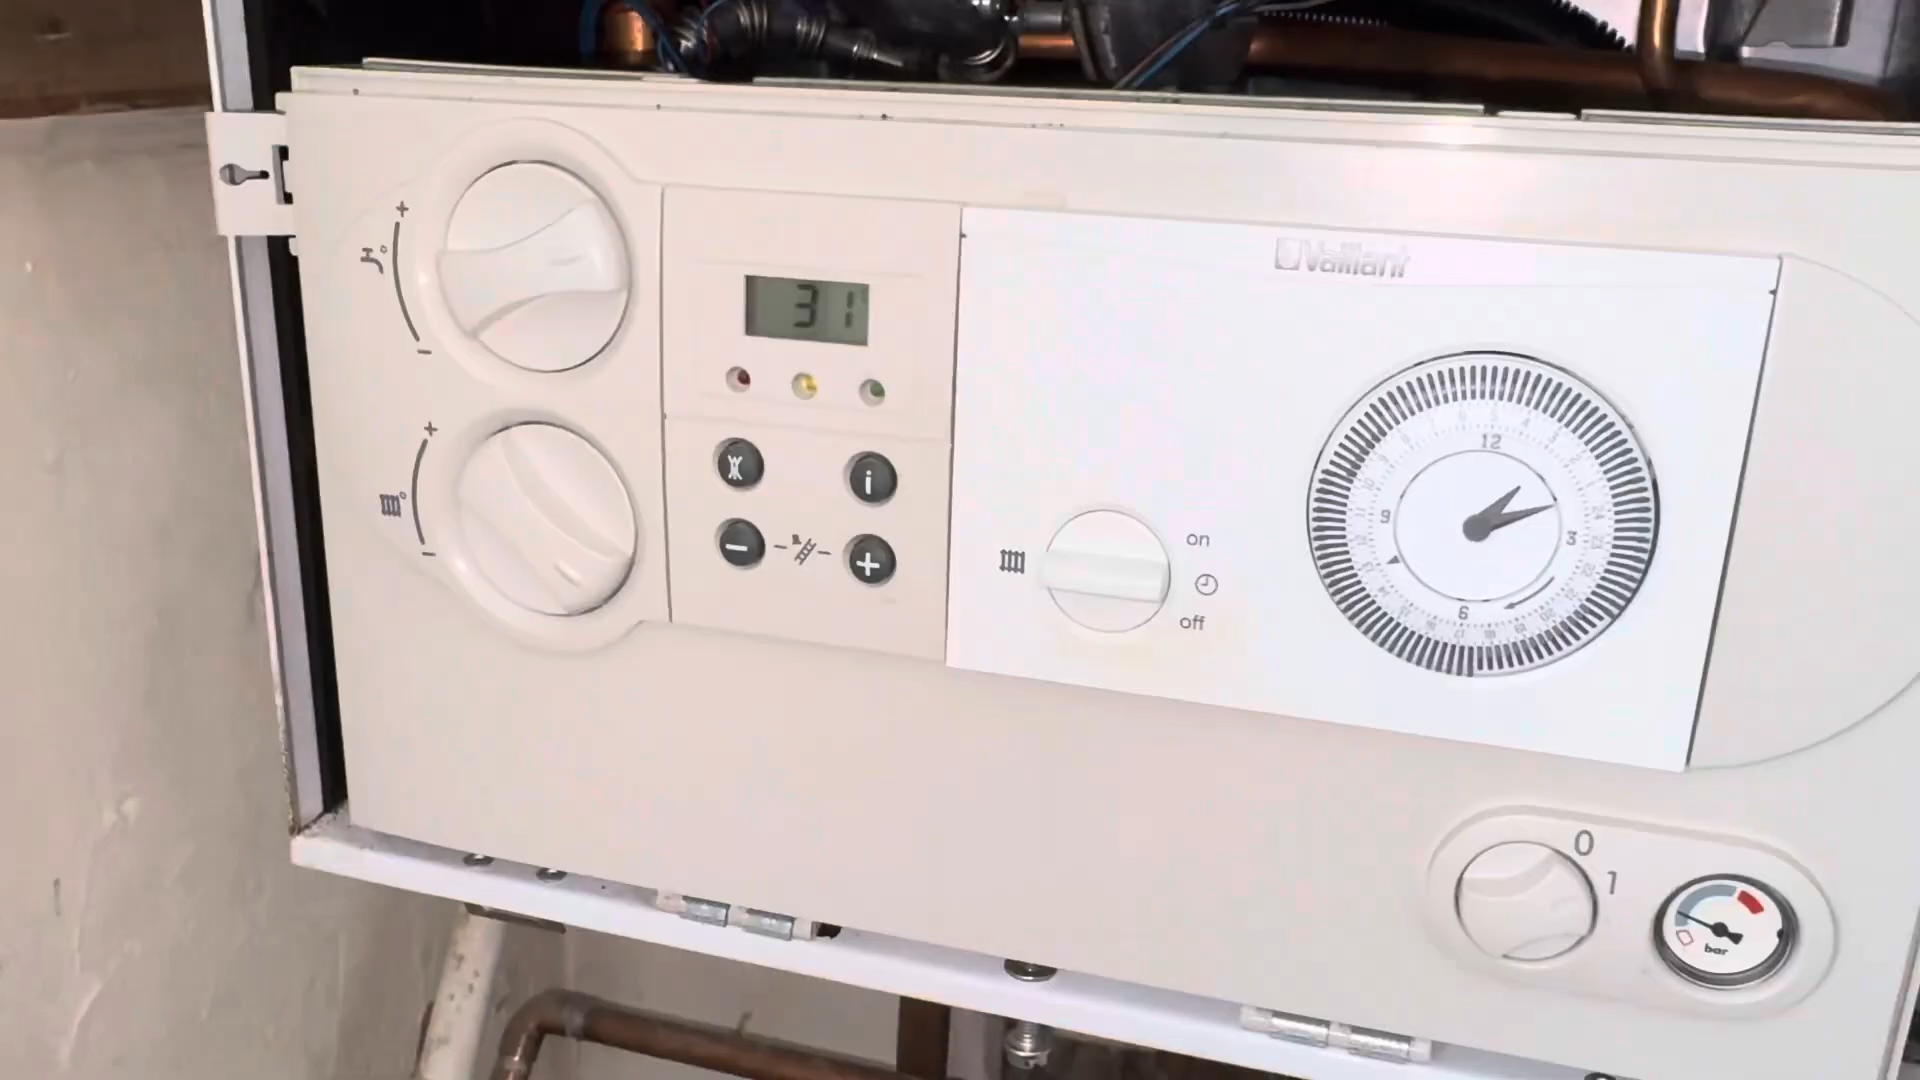 Vaillant
31
+
-
+
-
i
- +
on
off
12
3
6
9
0
1
bar